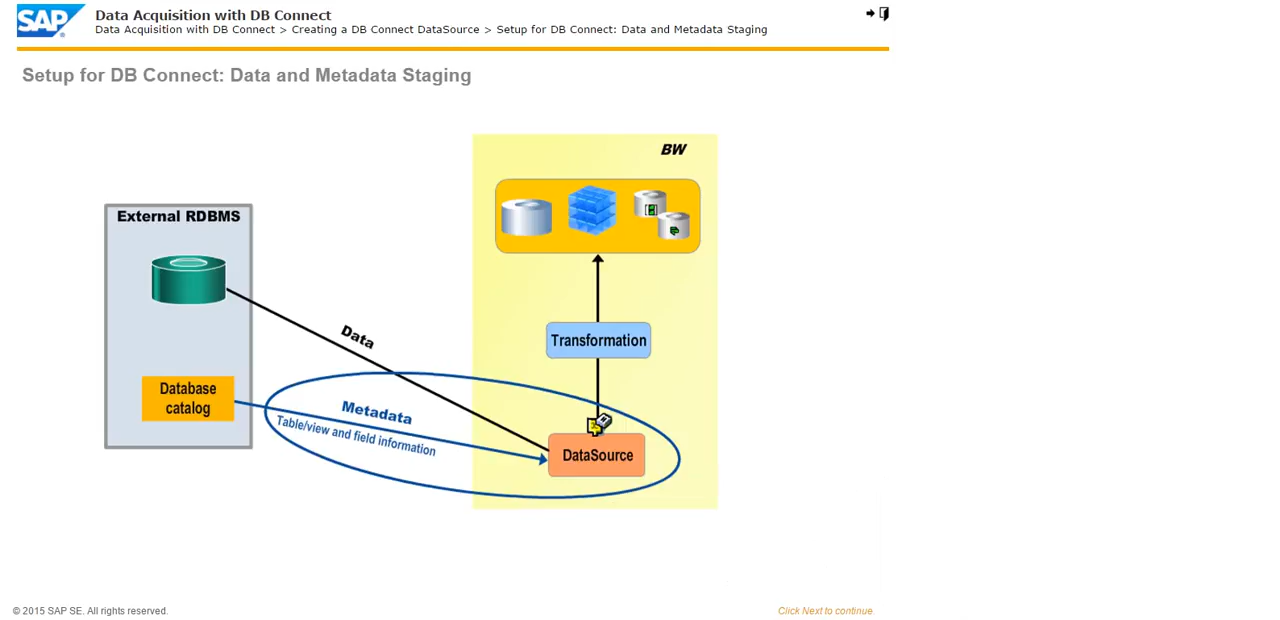 SAP
Data Acquisition with DB Connect
Data Acquisition with DB Connect > Creating a DB Connect DataSource > Setup for DB Connect: Data and Metadata Staging
Setup for DB Connect: Data and Metadata Staging
BW
External RDBMS
Data
Transformation
Database
catalog
Metadata
Table/view and field information
DataSource
© 2015 SAP SE. All rights reserved.
Click Next to continue.